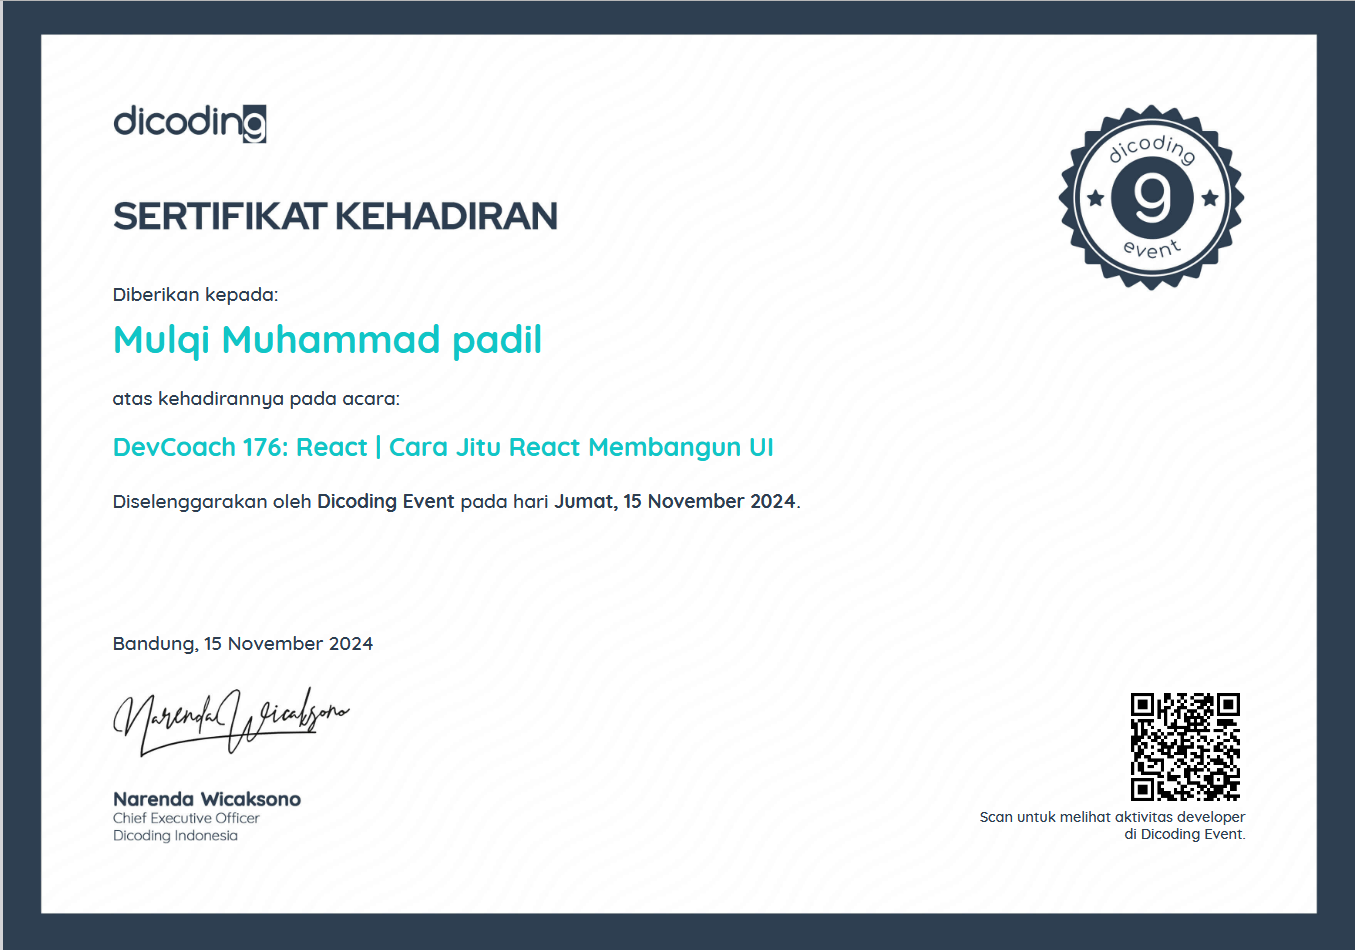 dicoding
dicoding
g
event
SERTIFIKAT KEHADIRAN
Diberikan kepada:
Mulqi Muhammad padil
atas kehadirannya pada acara:
DevCoach 176: React | Cara Jitu React Membangun UI
Diselenggarakan oleh Dicoding Event pada hari Jumat, 15 November 2024.
Bandung, 15 November 2024
Narenda Wicaksono
Narenda Wicaksono
Chief Executive Officer
Dicoding Indonesia
Scan untuk melihat aktivitas developer
di Dicoding Event.